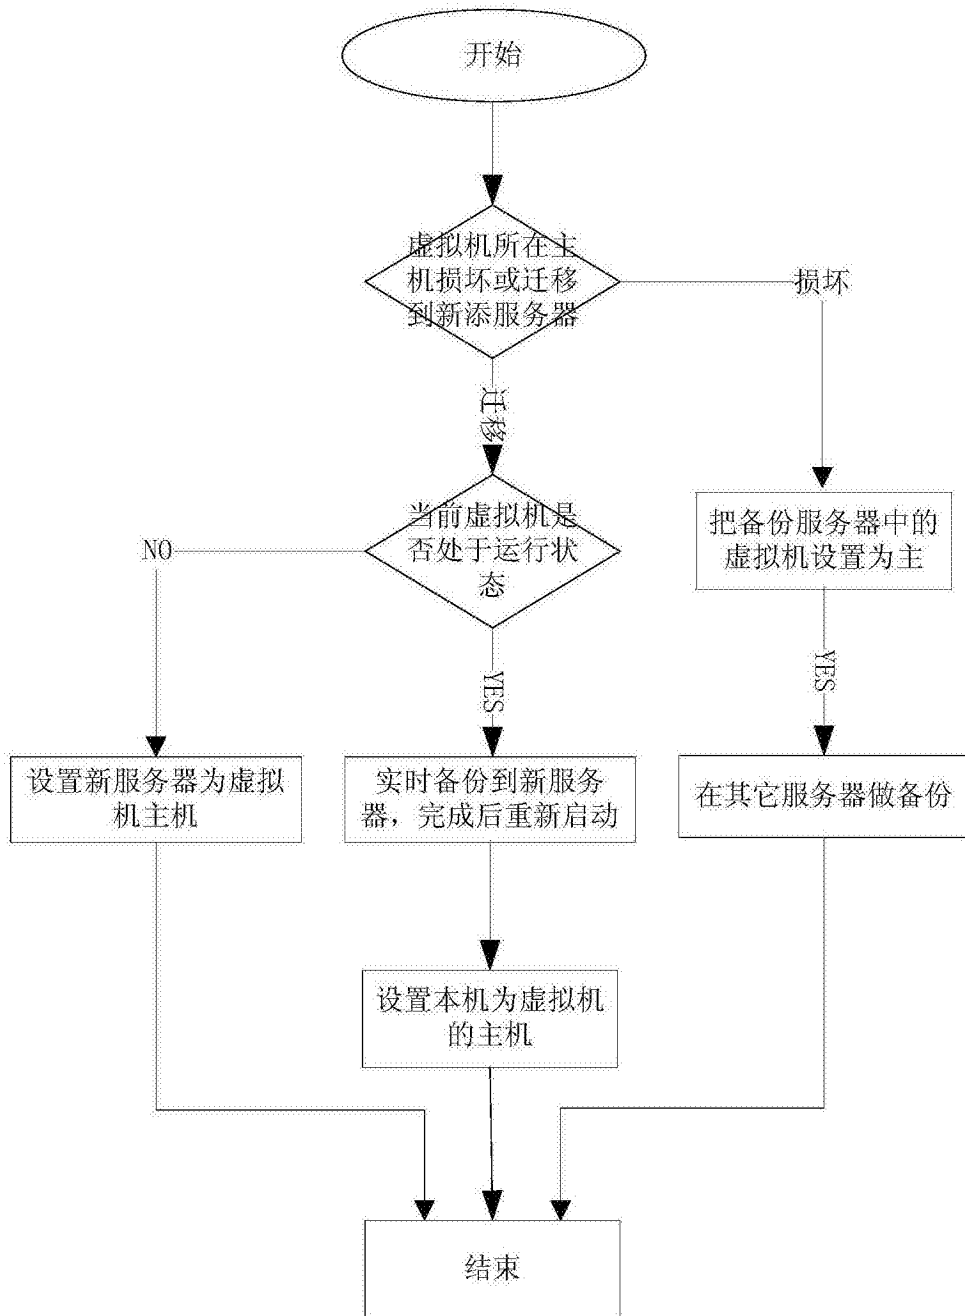 开始
虚拟机所在主
机损坏或迁移
到新添服务器
损坏
迁移
当前虚拟机是
否处于运行状
态
NO
把备份服务器中的
虚拟机设置为主
YES
YES
设置新服务器为虚拟
机主机
实时备份到新服务
器，完成后重新启动
在其它服务器做备份
设置本机为虚拟机
的主机
结束